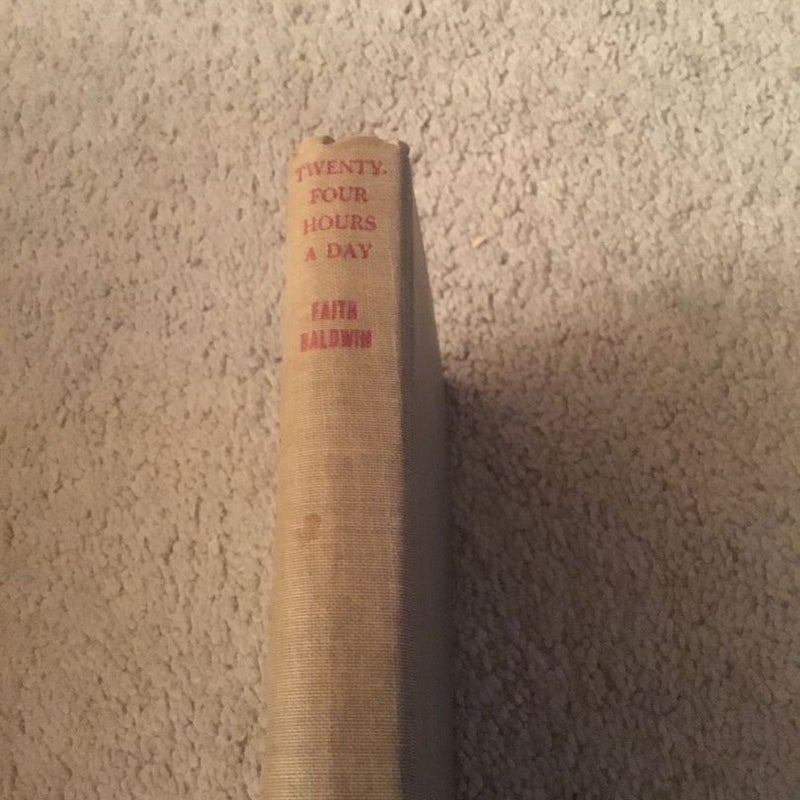 TWENTY-
FOUR
HOURS
A DAY
FAITH
BALDWIN